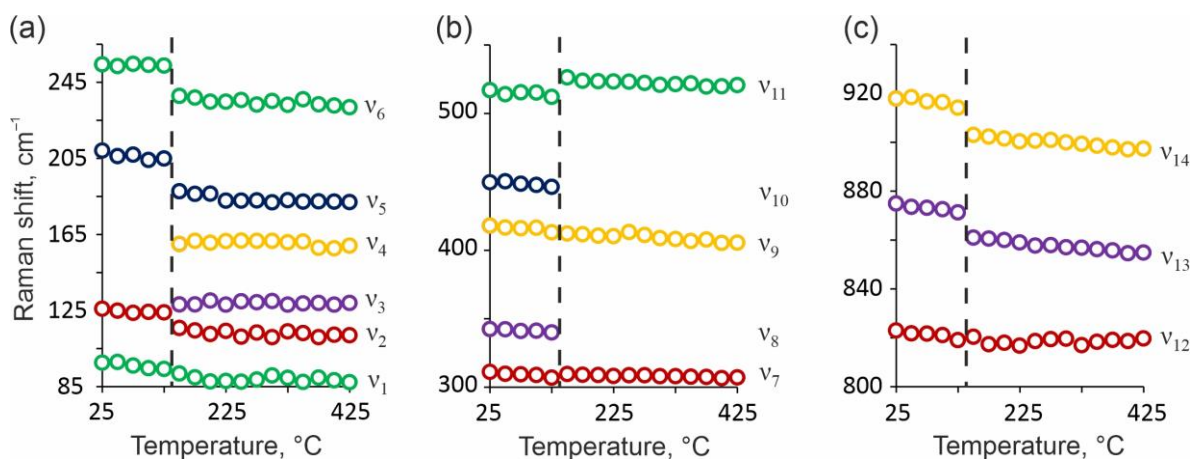 (a)
Raman shift, cm⁻¹
245
205
165
125
85
ν6
ν5
ν4
ν3
ν2
ν1
25 225 425
Temperature, °C
(b)
500
400
300
ν11
ν10
ν9
ν8
ν7
25 225 425
Temperature, °C
(c)
920
880
840
800
ν14
ν13
ν12
25 225 425
Temperature, °C